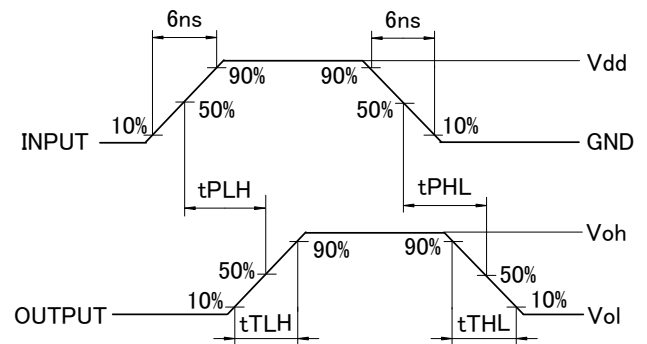 6ns 6ns
Vdd
90% 90%
50% 50%
10% 10%
INPUT GND
tPLH tPHL
Voh
90% 90%
50% 50%
10% 10%
OUTPUT Vol
tTLH tTHL